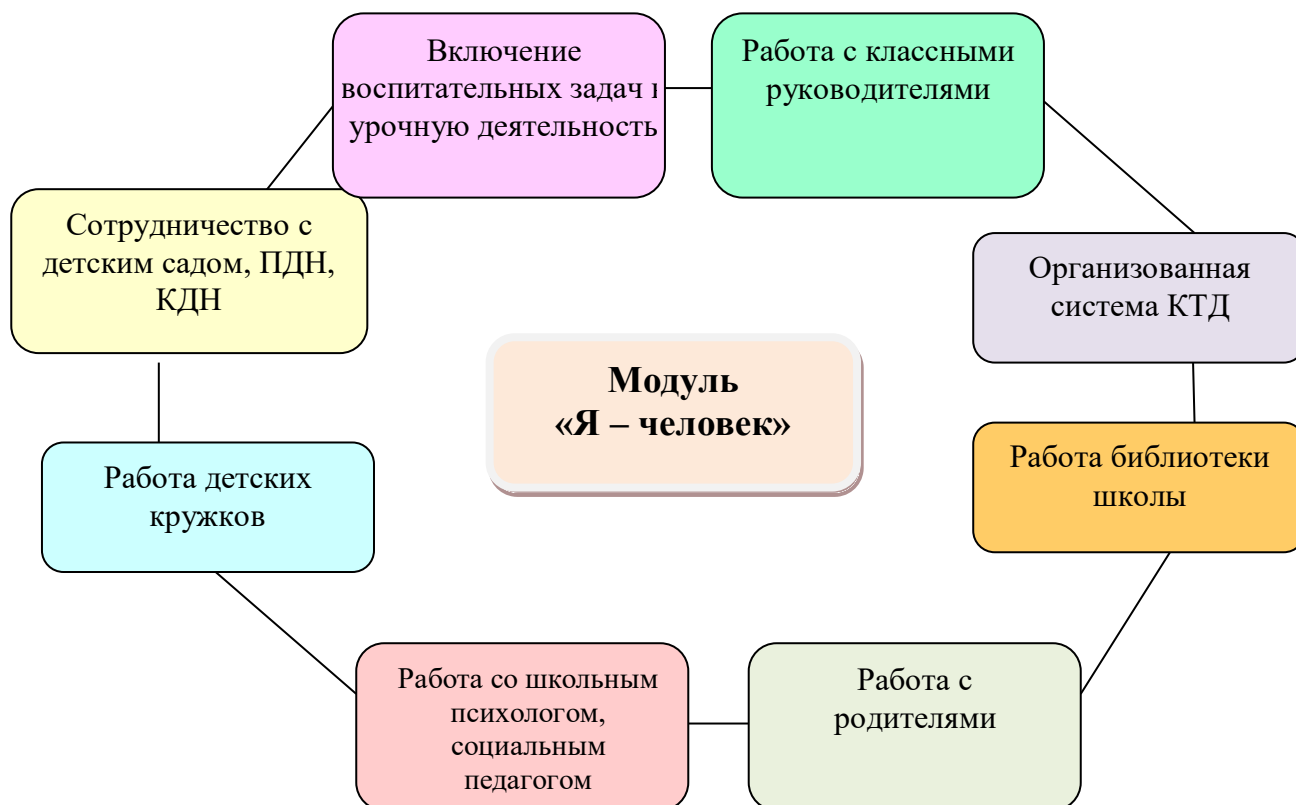 Включение
воспитательных задач в
урочную деятельность
Работа с классными
руководителями
Сотрудничество с
детским садом, ПДН,
КДН
Организованная
система КТД
Модуль
«Я – человек»
Работа детских
кружков
Работа библиотеки
школы
Работа со школьным
психологом,
социальным
педагогом
Работа с
родителями